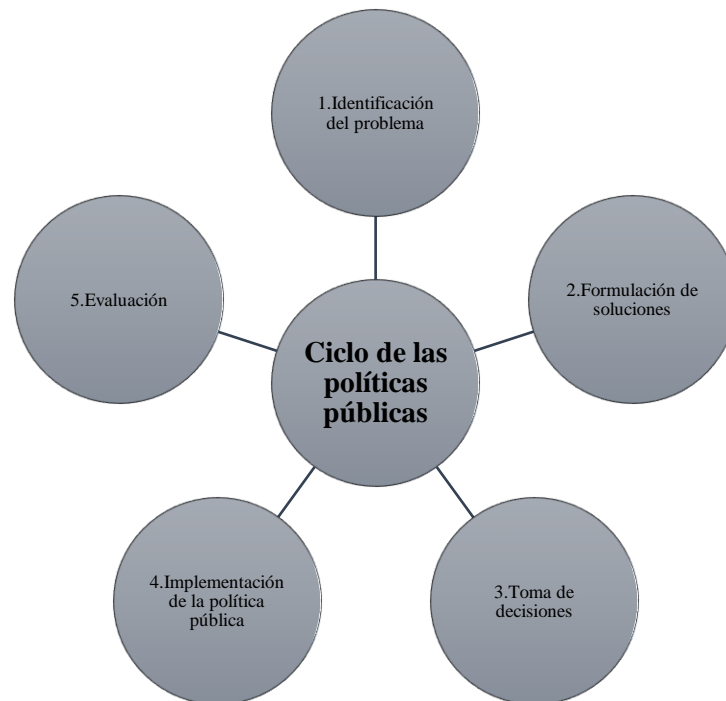 1.Identificación
del problema
2.Formulación de
soluciones
3.Toma de
decisiones
4.Implementación
de la política
pública
5.Evaluación
Ciclo de las
políticas
públicas